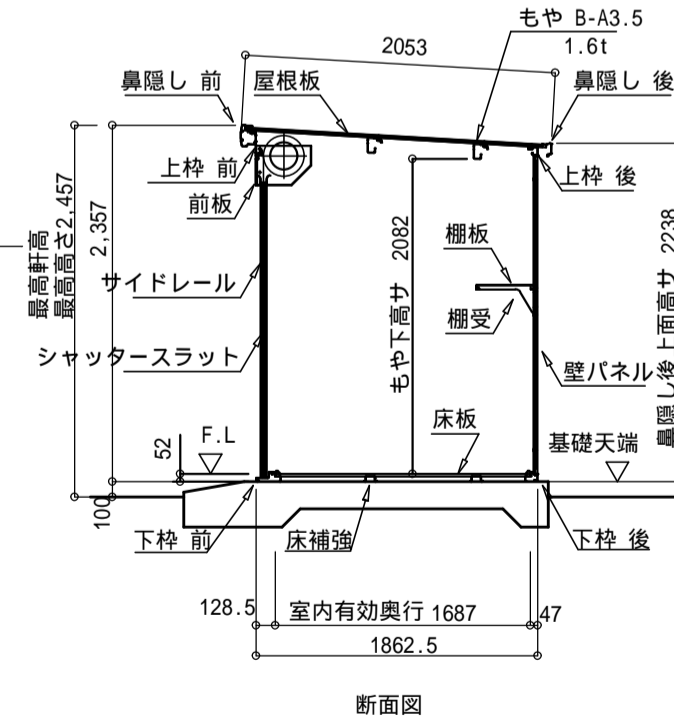 もや B-A3.5
1.6t
2053
鼻隠し 前
屋根板
鼻隠し 後
上枠 前
上枠 後
前板
最高軒高
最高高さ2,457
2,357
2082
もや下高サ
鼻隠し後上面高サ 2238
サイドレール
棚板
棚受
シャッタースラット
壁パネル
床板
F.L
52
基礎天端
100
下枠 前
床補強
下枠 後
128.5
室内有効奥行 1687
47
1862.5
断面図